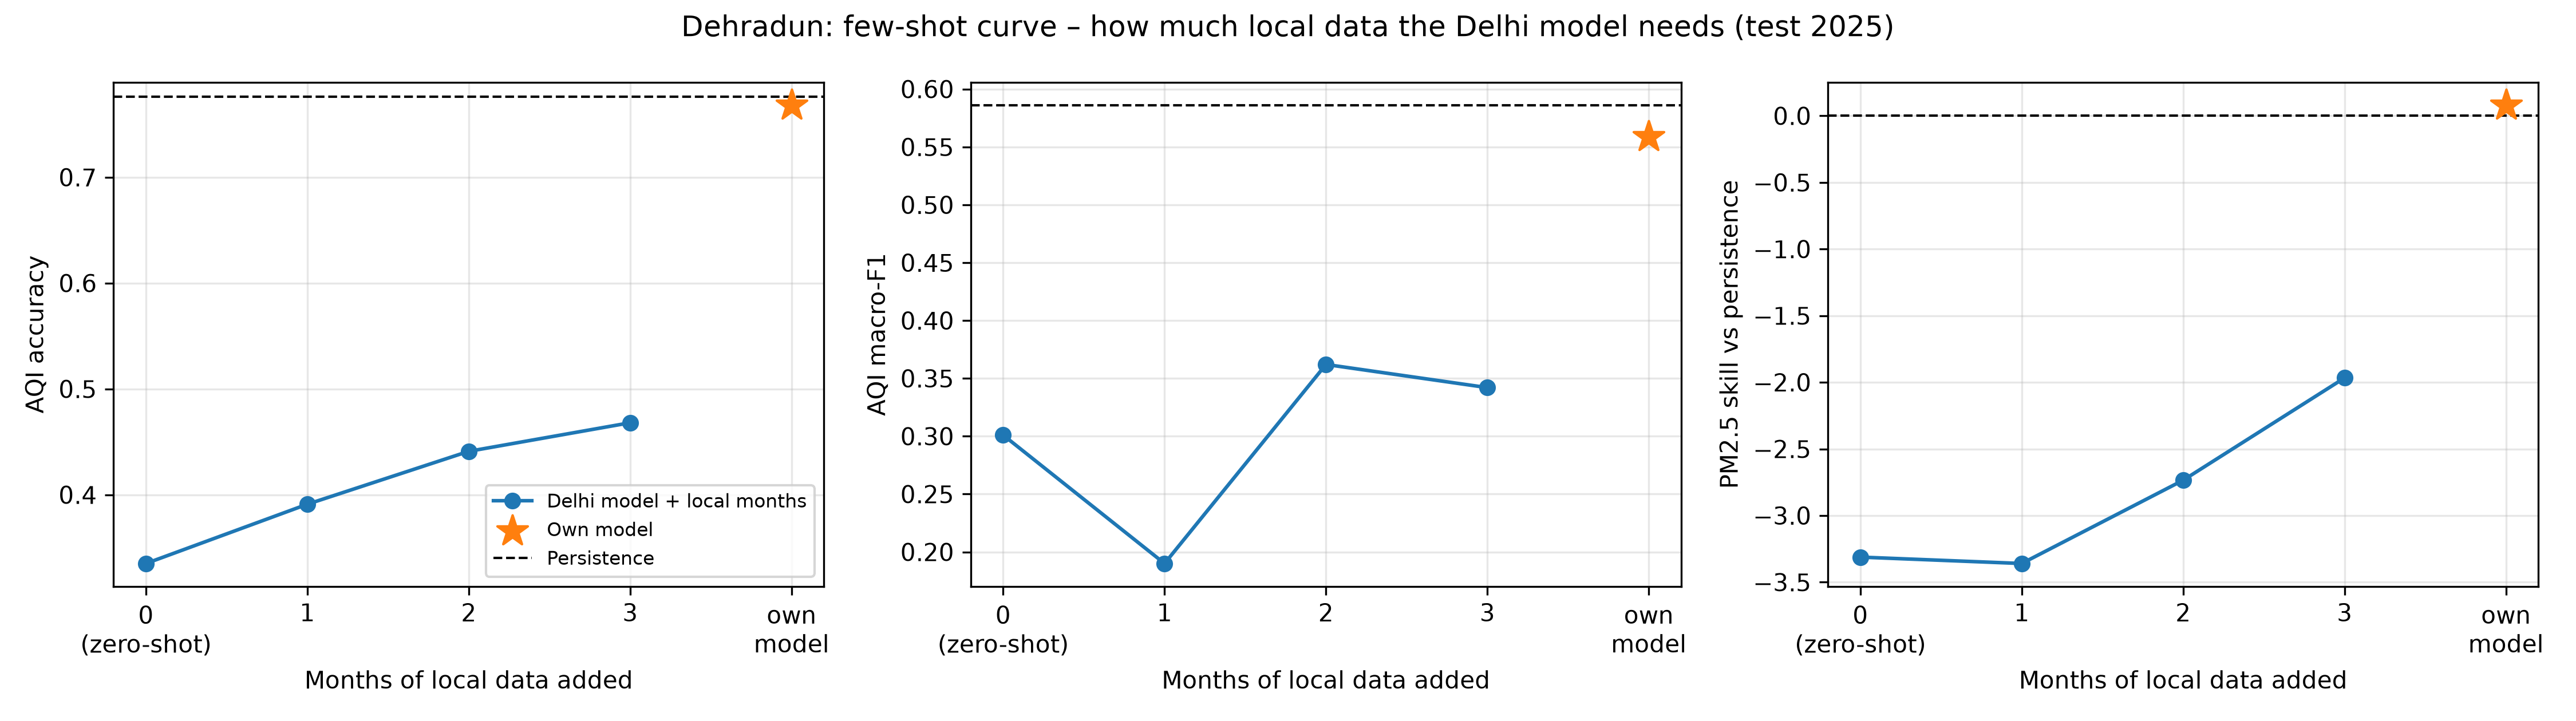 Dehradun: few-shot curve – how much local data the Delhi model needs (test 2025)
AQI accuracy
0.7
0.6
0.5
0.4
0
(zero-shot)
1
2
3
own
model
Months of local data added
Delhi model + local months
Own model
Persistence
AQI macro-F1
0.60
0.55
0.50
0.45
0.40
0.35
0.30
0.25
0.20
0
(zero-shot)
1
2
3
own
model
Months of local data added
PM2.5 skill vs persistence
0.0
−0.5
−1.0
−1.5
−2.0
−2.5
−3.0
−3.5
0
(zero-shot)
1
2
3
own
model
Months of local data added